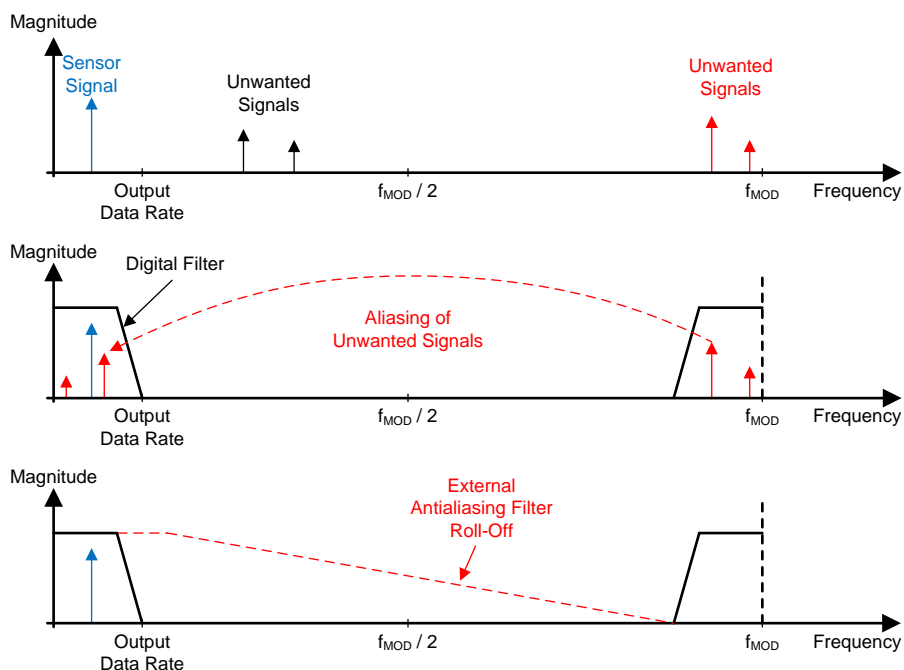 Magnitude
Sensor
Signal
Unwanted
Signals
Unwanted
Signals
Output
Data Rate
fMOD / 2
fMOD
Frequency
Magnitude
Digital Filter
Aliasing of
Unwanted Signals
Output
Data Rate
fMOD / 2
fMOD
Frequency
Magnitude
External
Antialiasing Filter
Roll-Off
Output
Data Rate
fMOD / 2
fMOD
Frequency